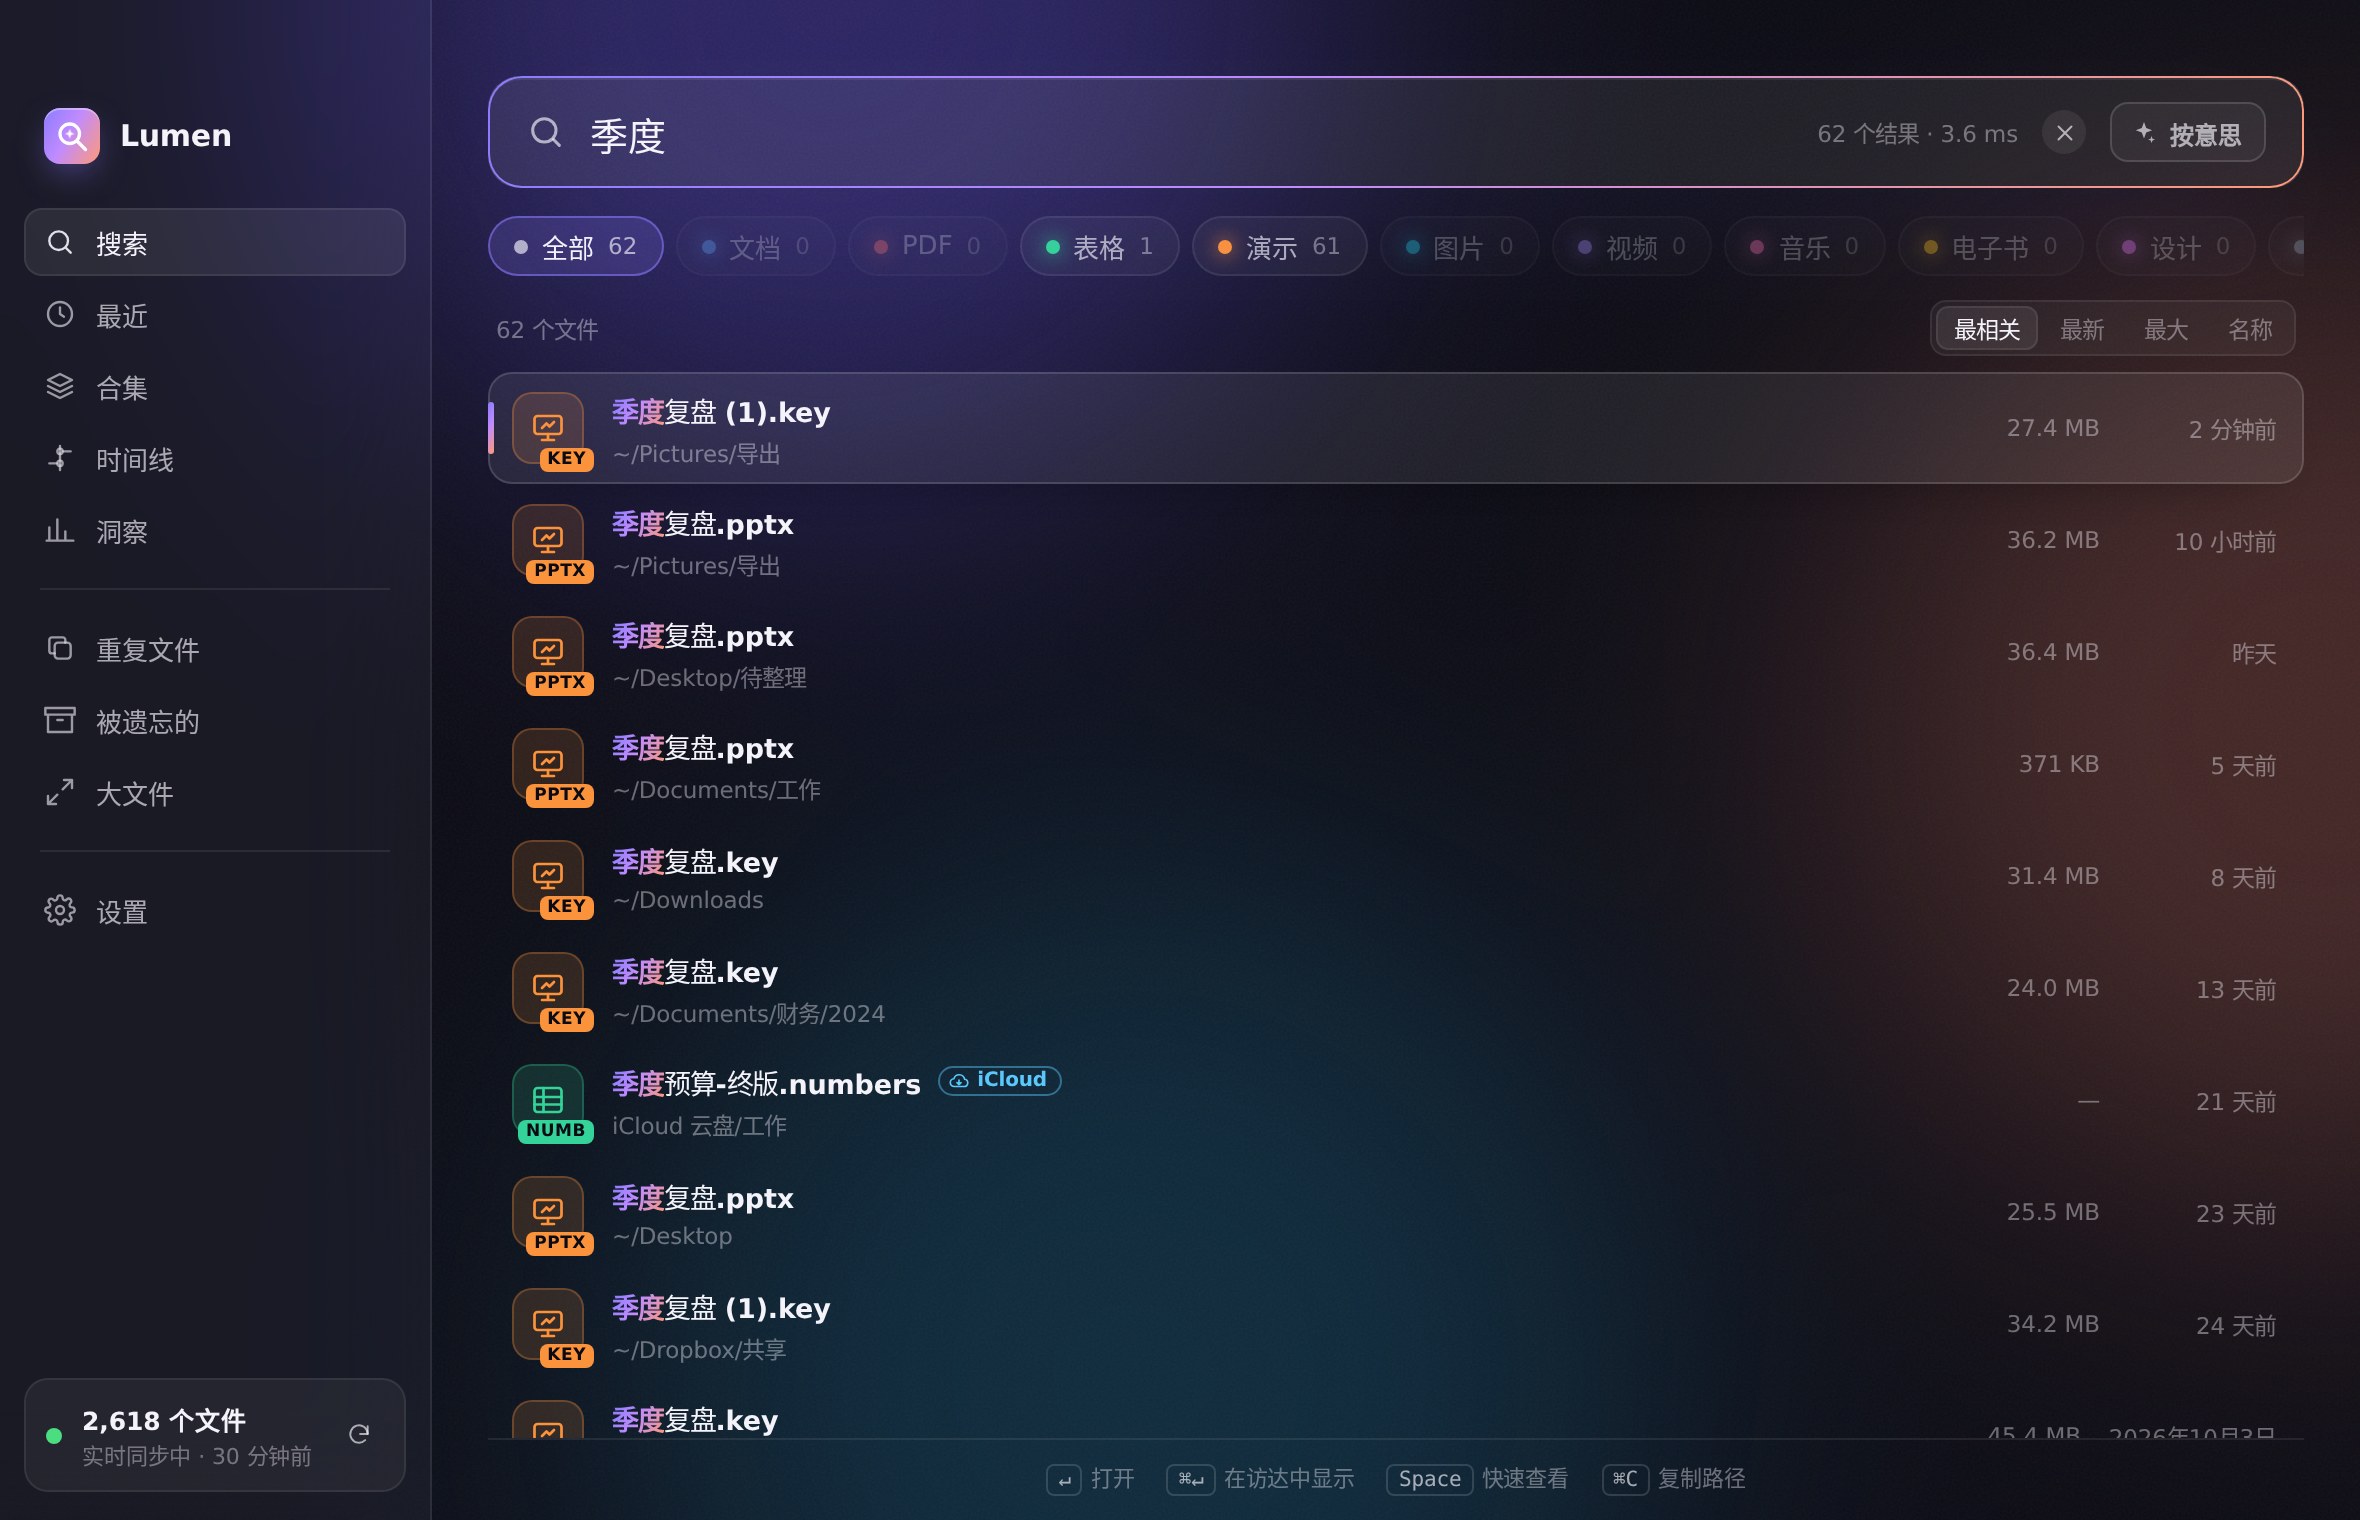 Lumen
搜索
最近
合集
时间线
洞察
重复文件
被遗忘的
大文件
设置
2,618 个文件
实时同步中 · 30 分钟前
季度
62 个结果 · 3.6 ms
按意思
全部 62
文档 0
PDF 0
表格 1
演示 61
图片 0
视频 0
音乐 0
电子书 0
设计 0
62 个文件
最相关 最新 最大 名称
季度复盘 (1).key
KEY
~/Pictures/导出
27.4 MB
2 分钟前
季度复盘.pptx
PPTX
~/Pictures/导出
36.2 MB
10 小时前
季度复盘.pptx
PPTX
~/Desktop/待整理
36.4 MB
昨天
季度复盘.pptx
PPTX
~/Documents/工作
371 KB
5 天前
季度复盘.key
KEY
~/Downloads
31.4 MB
8 天前
季度复盘.key
KEY
~/Documents/财务/2024
24.0 MB
13 天前
季度预算-终版.numbers
iCloud
NUMB
iCloud 云盘/工作
—
21 天前
季度复盘.pptx
PPTX
~/Desktop
25.5 MB
23 天前
季度复盘 (1).key
KEY
~/Dropbox/共享
34.2 MB
24 天前
季度复盘.key
45.4 MB
2026年10月3日
↵ 打开
⌘↵ 在访达中显示
Space 快速查看
⌘C 复制路径